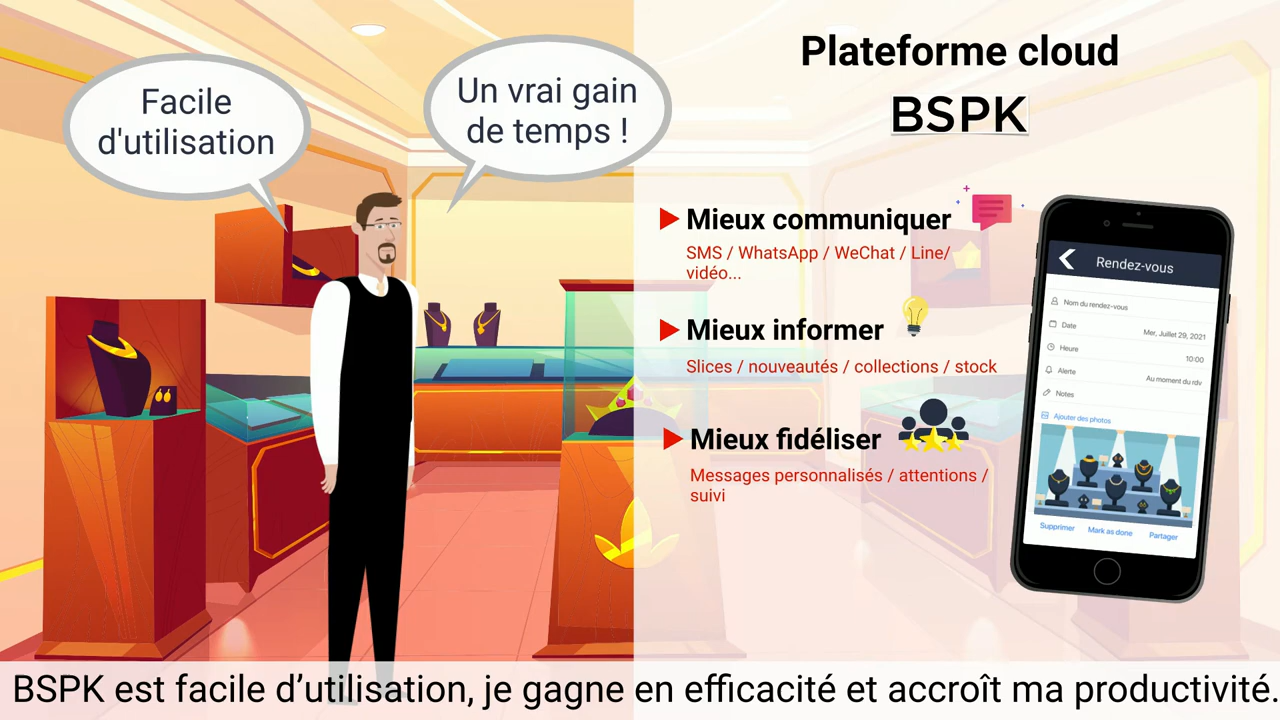 Facile
d'utilisation
Un vrai gain
de temps !
Plateforme cloud
BSPK
Mieux communiquer
SMS / WhatsApp / WeChat / Line/
vidéo...
Mieux informer
Slices / nouveautés / collections / stock
Mieux fidéliser
Messages personnalisés / attentions /
suivi
Rendez-vous
Nom du rendez-vous
Date Mer, Juillet 29, 2021
Heure 10:00
Alerte Au moment du rdv
Notes
Ajouter des photos
Supprimer Mark as done Partager
BSPK est facile d’utilisation, je gagne en efficacité et accroît ma productivité.